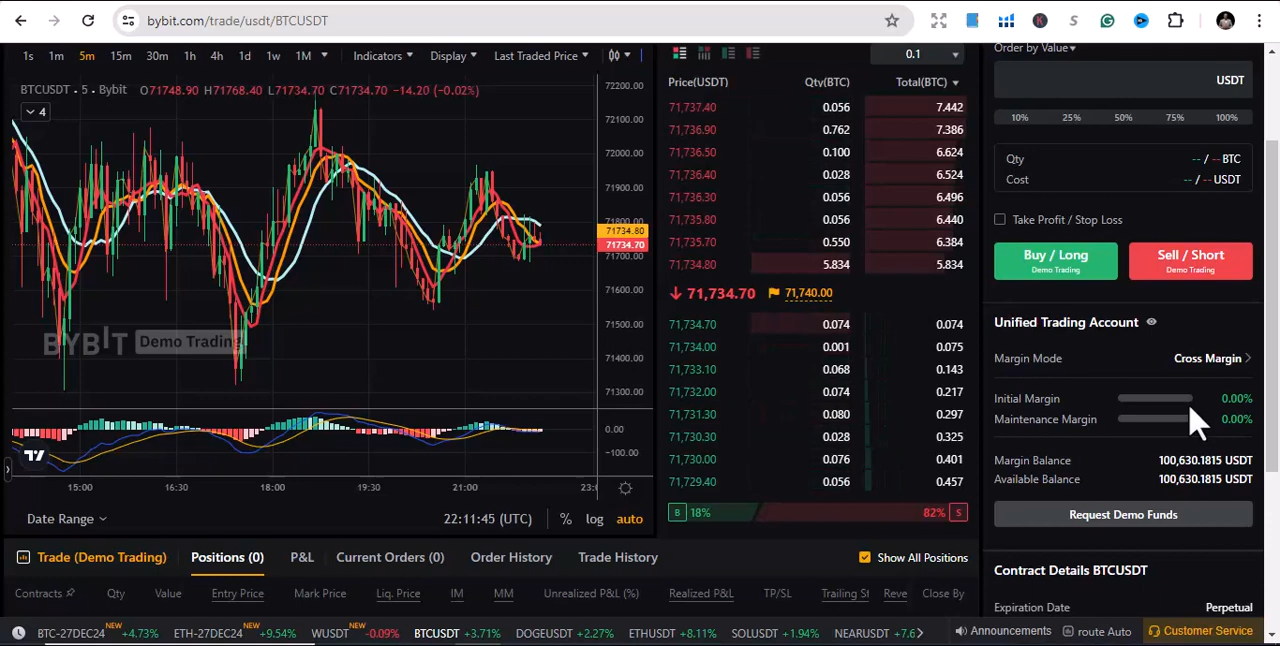 bybit.com/trade/usdt/BTCUSDT
1s 1m 5m 15m 30m 1h 4h 1d 1w 1M Indicators Display Last Traded Price
BTCUSDT · 5 · Bybit O71748.90 H71768.40 L71734.70 C71734.70 -14.20 (-0.02%)
4
72200.00
72100.00
72000.00
71900.00
71800.00
71734.80
71734.70
71700.00
71600.00
71500.00
71400.00
71300.00
BYBIT Demo Trading
0.00
-100.00
15:00 16:30 18:00 19:30 21:00 23:0
Date Range 22:11:45 (UTC) % log auto
0.1
Price(USDT) Qty(BTC) Total(BTC)
71,737.40 0.056 7.442
71,736.90 0.762 7.386
71,736.50 0.100 6.624
71,736.40 0.028 6.524
71,736.30 0.056 6.496
71,735.80 0.056 6.440
71,735.70 0.550 6.384
71,734.80 5.834 5.834
71,734.70 71,740.00
71,734.70 0.074 0.074
71,734.00 0.001 0.075
71,733.10 0.068 0.143
71,732.00 0.074 0.217
71,731.30 0.080 0.297
71,730.30 0.028 0.325
71,730.00 0.076 0.401
71,729.40 0.056 0.457
B 18% 82% S
Order by Value
USDT
10% 25% 50% 75% 100%
Qty -- / -- BTC
Cost -- / -- USDT
Take Profit / Stop Loss
Buy / Long Sell / Short
Demo Trading Demo Trading
Unified Trading Account
Margin Mode Cross Margin
Initial Margin 0.00%
Maintenance Margin 0.00%
Margin Balance 100,630.1815 USDT
Available Balance 100,630.1815 USDT
Request Demo Funds
Contract Details BTCUSDT
Expiration Date Perpetual
Trade (Demo Trading) Positions (0) P&L Current Orders (0) Order History Trade History Show All Positions
Contracts Qty Value Entry Price Mark Price Liq. Price IM MM Unrealized P&L (%) Realized P&L TP/SL Trailing St Reve Close By
BTC-27DEC24 NEW +4.73% ETH-27DEC24 NEW +9.54% WUSDT NEW -0.09% BTCUSDT +3.71% DOGEUSDT +2.27% ETHUSDT +8.11% SOLUSDT +1.94% NEARUSDT +7.6 Announcements route Auto Customer Service